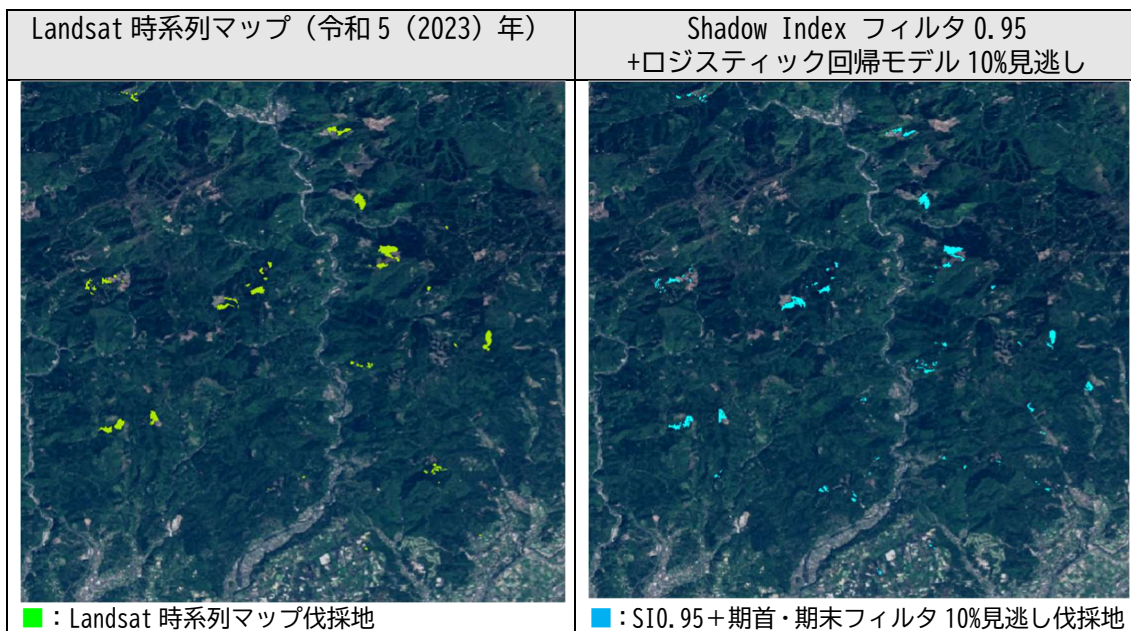 Landsat 時系列マップ（令和 5（2023）年）
Shadow Index フィルタ 0.95
+ロジスティック回帰モデル 10%見逃し
■：Landsat 時系列マップ伐採地
■：SI0.95＋期首・期末フィルタ 10%見逃し伐採地